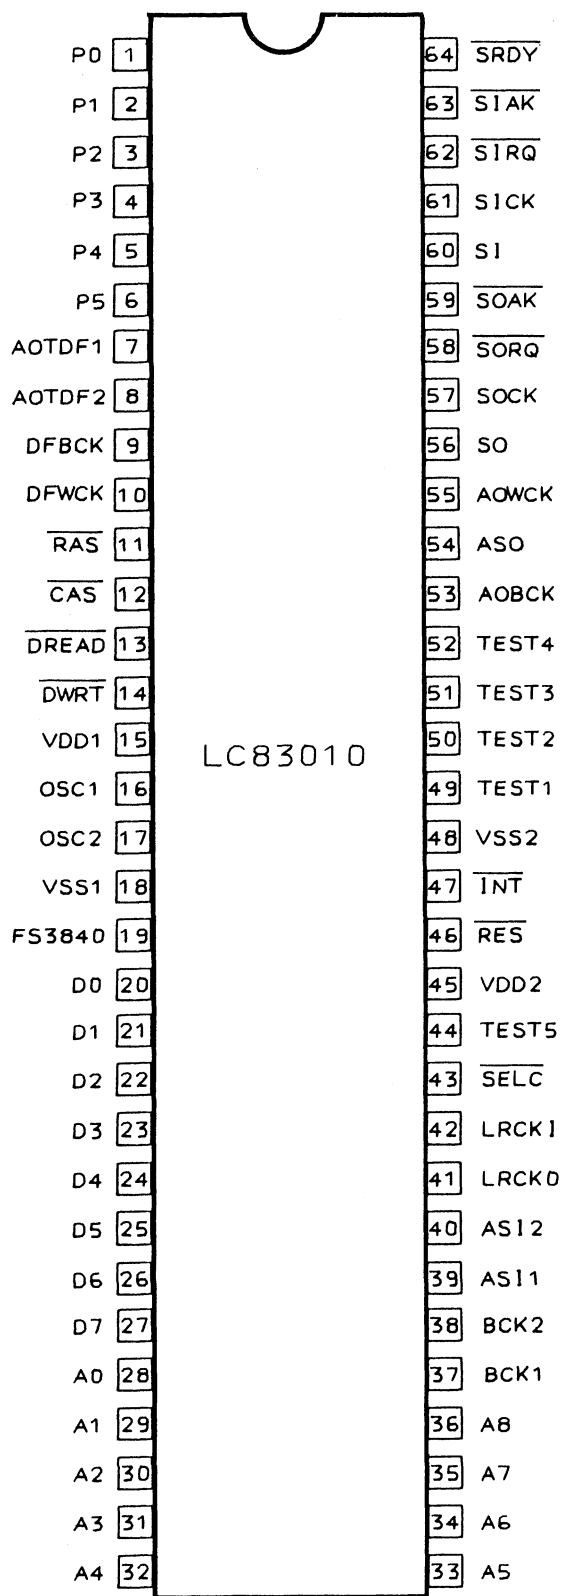 P0 1 64 SRDY
P1 2 63 SIAK
P2 3 62 SIRQ
P3 4 61 SICK
P4 5 60 SI
P5 6 59 SOAK
AOTDF1 7 58 SORQ
AOTDF2 8 57 SOCK
DFBCK 9 56 SO
DFWCK 10 55 AOWCK
RAS 11 54 ASO
CAS 12 53 AOBCK
DREAD 13 52 TEST4
DWRT 14 51 TEST3
VDD1 15 50 TEST2
LC83010
OSC1 16 49 TEST1
OSC2 17 48 VSS2
VSS1 18 47 INT
FS3840 19 46 RES
D0 20 45 VDD2
D1 21 44 TEST5
D2 22 43 SELC
D3 23 42 LRCKI
D4 24 41 LRCKO
D5 25 40 ASI2
D6 26 39 ASI1
D7 27 38 BCK2
A0 28 37 BCK1
A1 29 36 A8
A2 30 35 A7
A3 31 34 A6
A4 32 33 A5